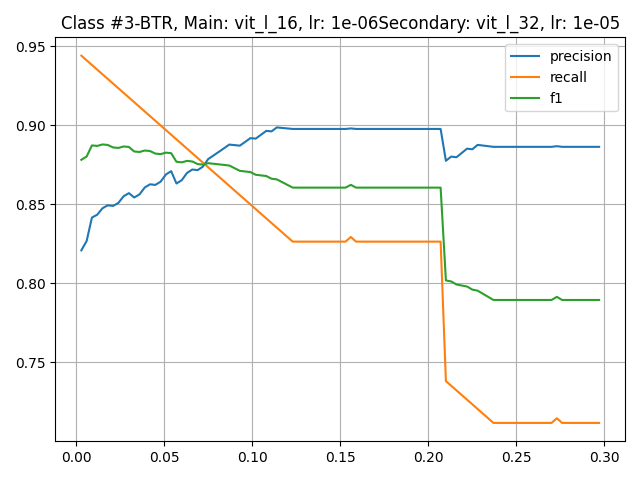 Class #3-BTR, Main: vit_l_16, lr: 1e-06Secondary: vit_l_32, lr: 1e-05
precision
recall
f1
0.95
0.90
0.85
0.80
0.75
0.00 0.05 0.10 0.15 0.20 0.25 0.30